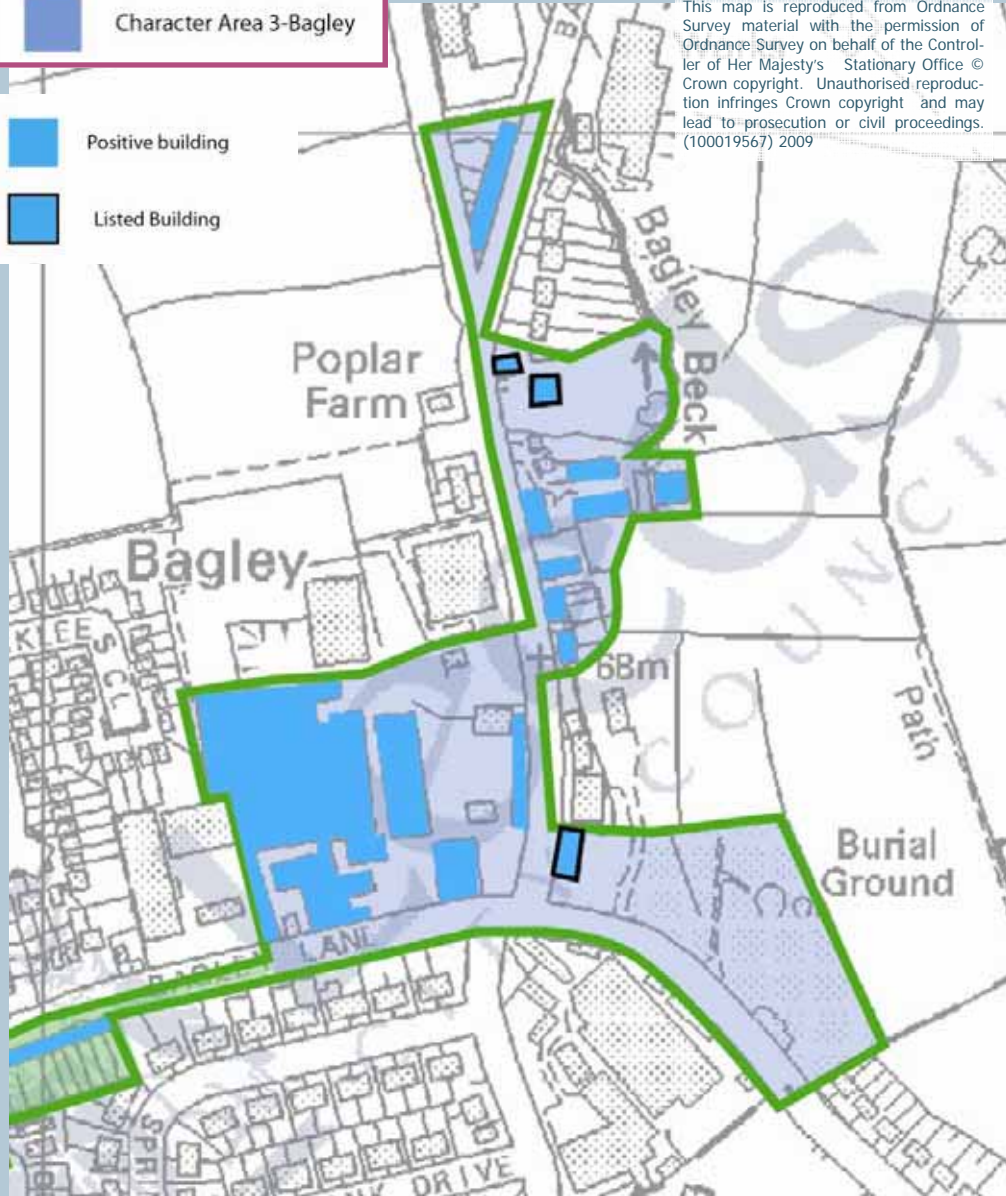 Character Area 3-Bagley
This map is reproduced from Ordnance
Survey material with the permission of
Ordnance Survey on behalf of the Control-
ler of Her Majesty's Stationary Office ©
Crown copyright. Unauthorised reproduc-
tion infringes Crown copyright and may
lead to prosecution or civil proceedings.
(100019567) 2009
Positive building
Listed Building
B
Bagley
Beck
Poplar
Farm
Bagley
68m
Path
Burial
Ground
BAGLEY LANE
DRIVE
COUNCI